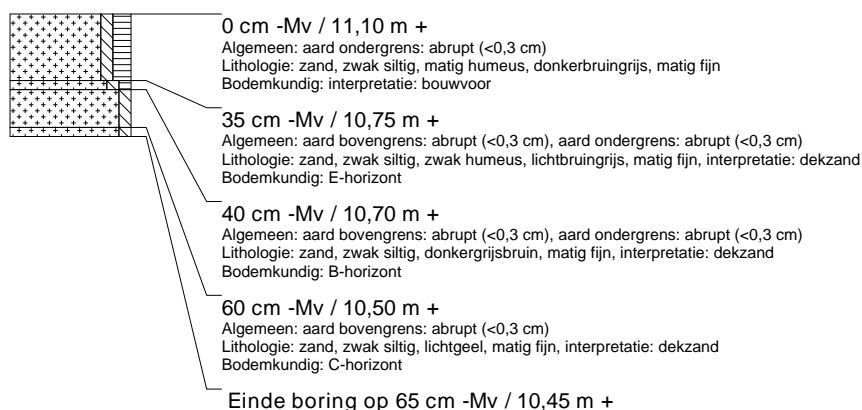 0 cm -Mv / 11,10 m +
Algemeen: aard ondergrens: abrupt (<0,3 cm)
Lithologie: zand, zwak siltig, matig humeus, donkerbruingrijs, matig fijn
Bodemkundig: interpretatie: bouwvoor
35 cm -Mv / 10,75 m +
Algemeen: aard bovengrens: abrupt (<0,3 cm), aard ondergrens: abrupt (<0,3 cm)
Lithologie: zand, zwak siltig, zwak humeus, lichtbruingrijs, matig fijn, interpretatie: dekzand
Bodemkundig: E-horizont
40 cm -Mv / 10,70 m +
Algemeen: aard bovengrens: abrupt (<0,3 cm), aard ondergrens: abrupt (<0,3 cm)
Lithologie: zand, zwak siltig, donkergrijsbruin, matig fijn, interpretatie: dekzand
Bodemkundig: B-horizont
60 cm -Mv / 10,50 m +
Algemeen: aard bovengrens: abrupt (<0,3 cm)
Lithologie: zand, zwak siltig, lichtgeel, matig fijn, interpretatie: dekzand
Bodemkundig: C-horizont
Einde boring op 65 cm -Mv / 10,45 m +